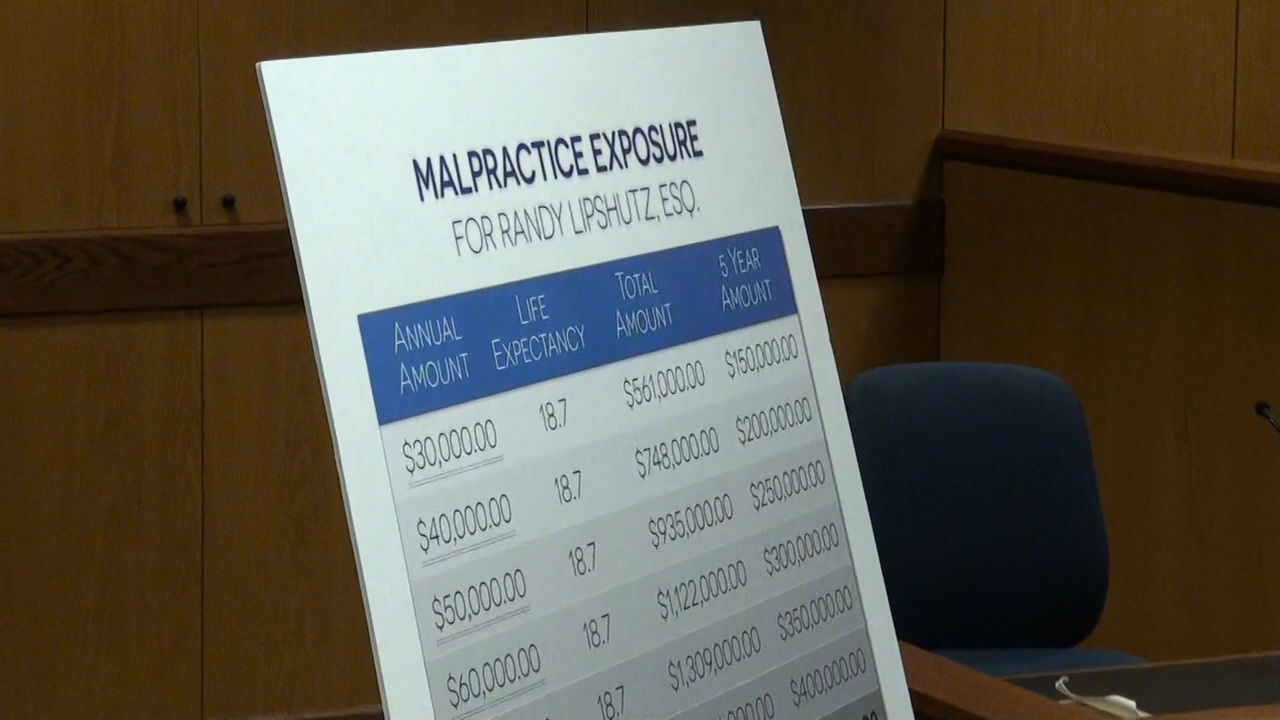 MALPRACTICE EXPOSURE
FOR RANDY LIPSHUTZ, ESQ.
ANNUAL AMOUNT LIFE EXPECTANCY TOTAL AMOUNT 5 YEAR AMOUNT
$30,000.00 18.7 $561,000.00 $150,000.00
$40,000.00 18.7 $748,000.00 $200,000.00
$50,000.00 18.7 $935,000.00 $250,000.00
$60,000.00 18.7 $1,122,000.00 $300,000.00
18.7 $1,309,000.00 $350,000.00
$400,000.00